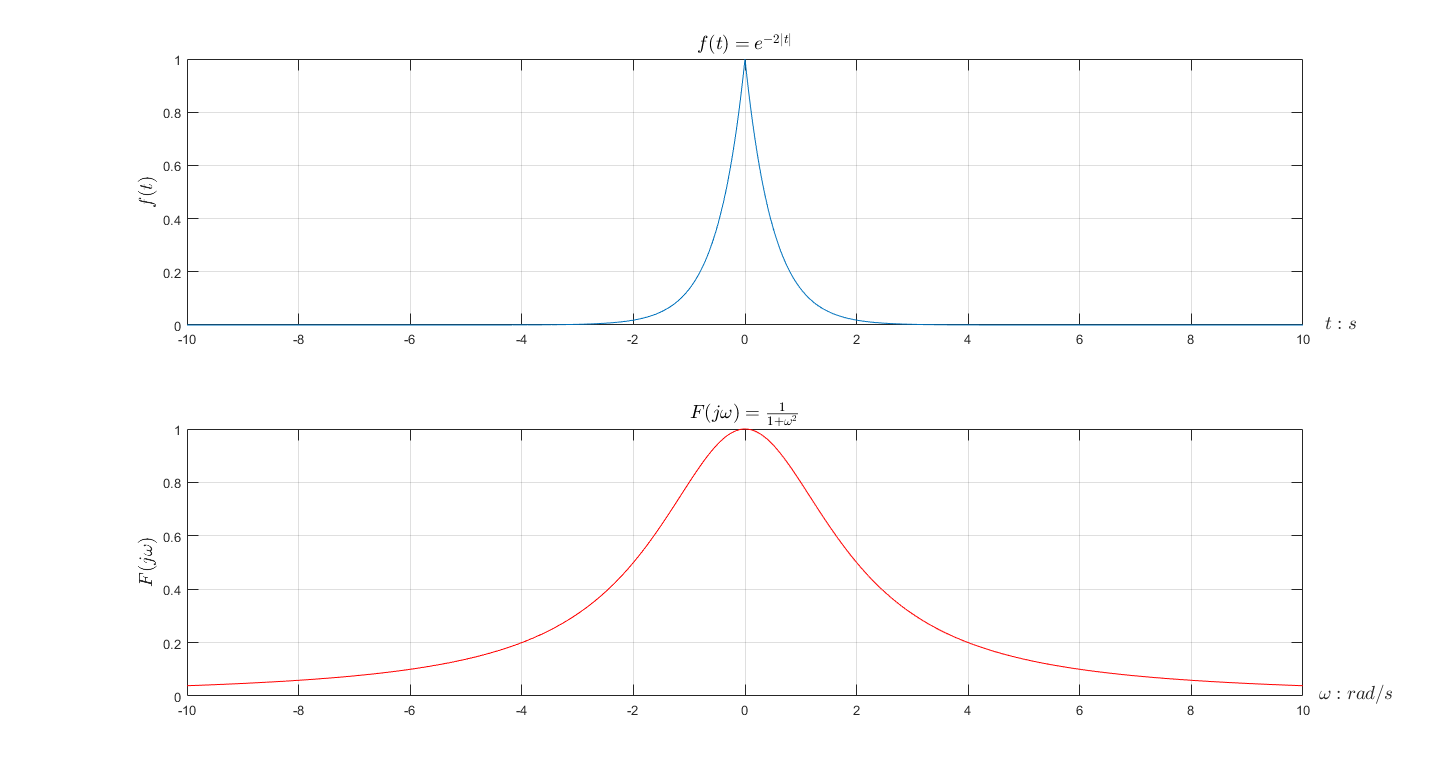 f(t) = e^{-2|t|}
1
0.8
0.6
0.4
0.2
0
f(t)
-10 -8 -6 -4 -2 0 2 4 6 8 10
t : s
F(jω) = \frac{1}{1+ω^2}
1
0.8
0.6
0.4
0.2
0
F(jω)
-10 -8 -6 -4 -2 0 2 4 6 8 10
ω : rad/s